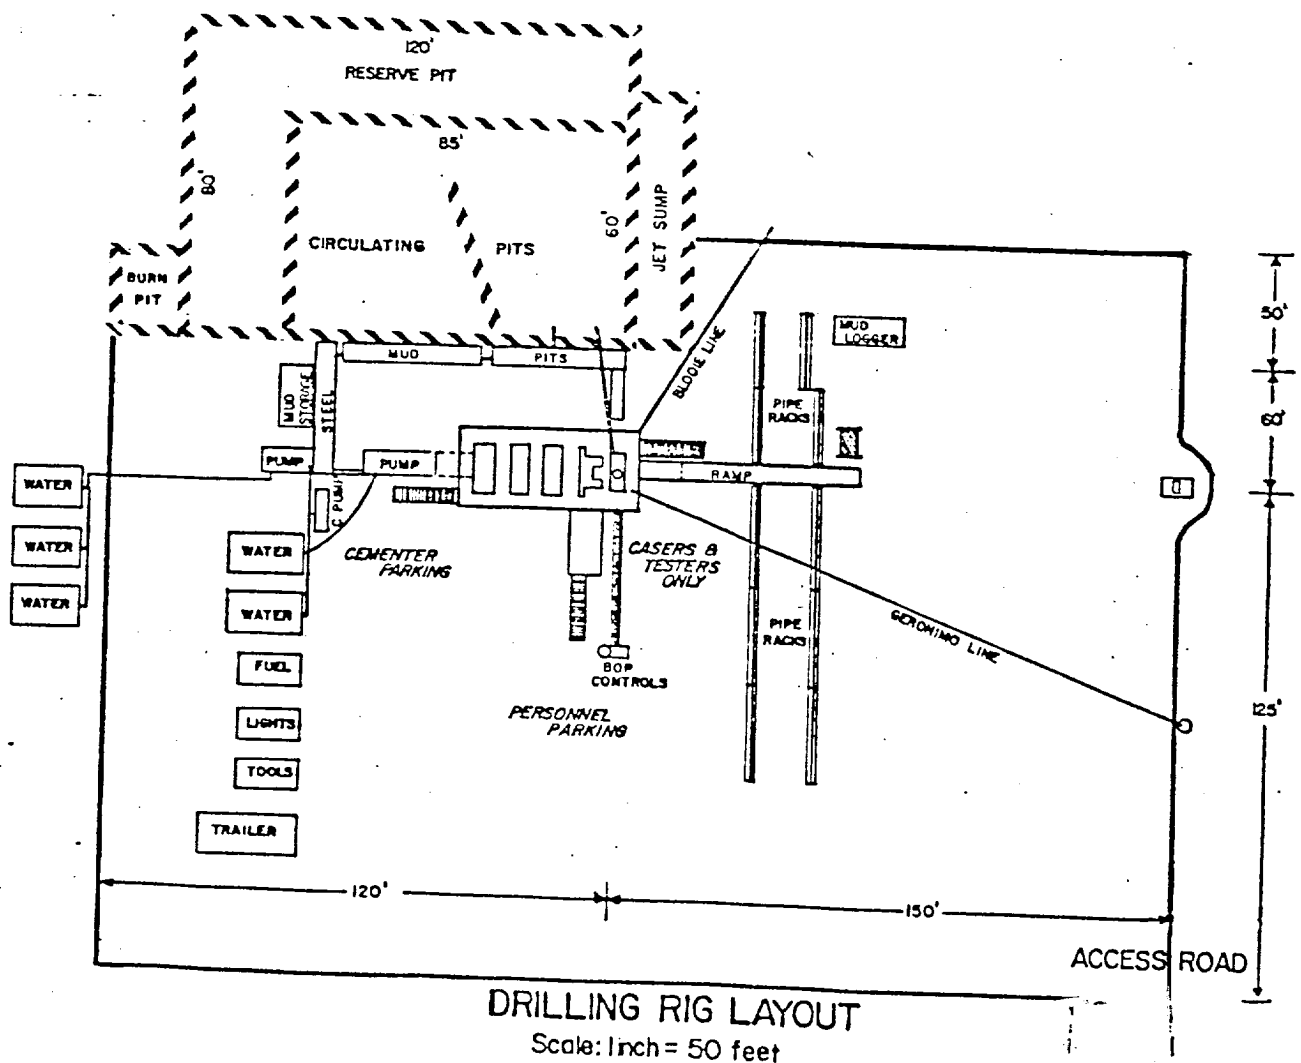 120'
RESERVE PIT
85'
80'
60'
JET SUMP
CIRCULATING PITS
BURN
PIT
BLOOIE LINE
MUD
LOGGER
50'
MUD
PITS
MUD
STORAGE
STEEL
PIPE
RACKS
60'
PUMP
PUMP
RAMP
WATER
C PUMP
WATER
WATER
CEMENTER
PARKING
CASERS &
TESTERS
ONLY
WATER
WATER
PIPE
RACKS
GERONIMO LINE
FUEL
BOP
CONTROLS
LIGHTS
PERSONNEL
PARKING
125'
TOOLS
TRAILER
120'
150'
ACCESS ROAD
DRILLING RIG LAYOUT
Scale: 1 inch = 50 feet